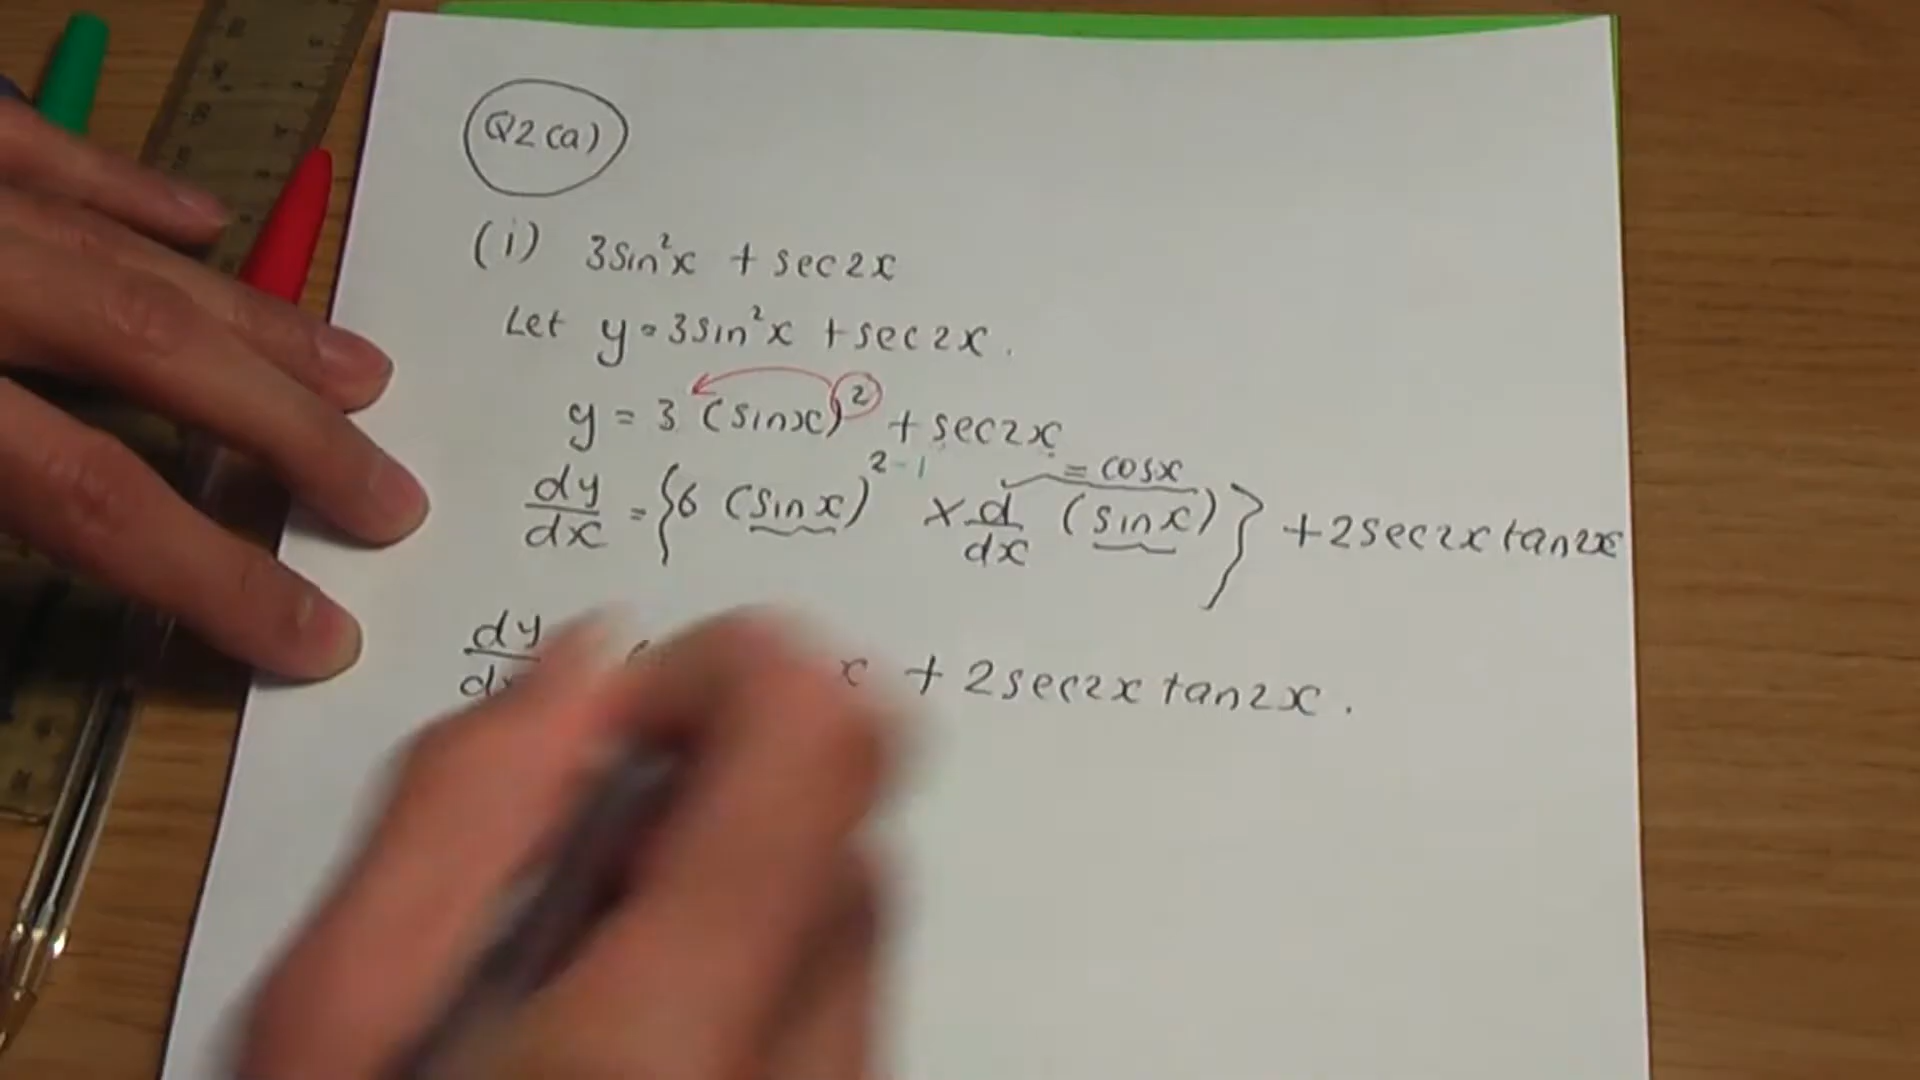 Q2(a)
(i) 3sin²x + sec2x
Let y = 3sin²x + sec2x.
y = 3 (sinx)² + sec2x
= cosx
dy/dx = {6 (sinx)²⁻¹ × d/dx (sinx)} + 2sec2x tan2x
dy x + 2sec2x tan2x.